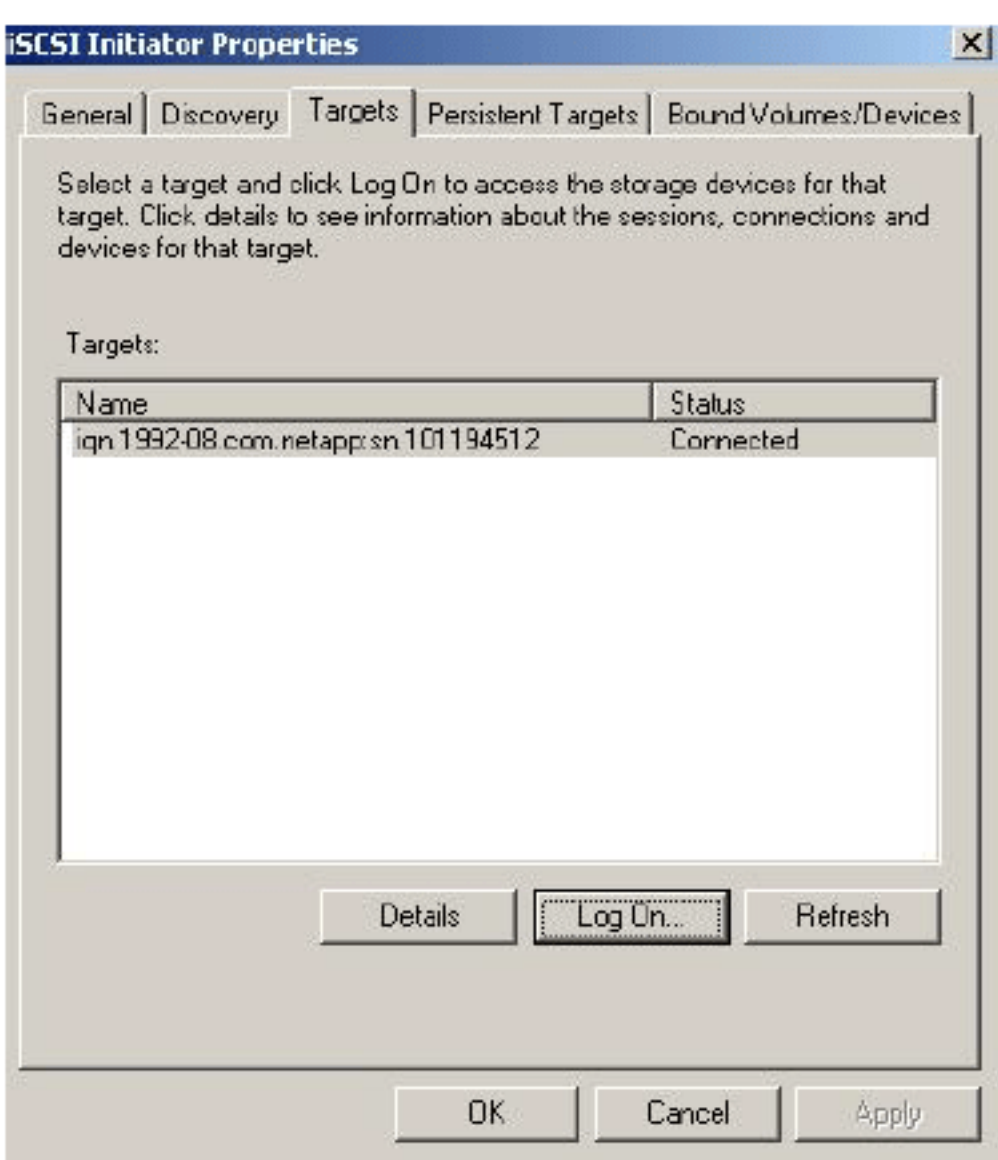 iSCSI Initiator Properties
General Discovery Targets Persistent Targets Bound Volumes/Devices
Select a target and click Log On to access the storage devices for that
target. Click details to see information about the sessions, connections and
devices for that target.
Targets:
Name Status
iqn.1992-08.com.netapp:sn.101194512 Connected
Details Log On... Refresh
OK Cancel Apply